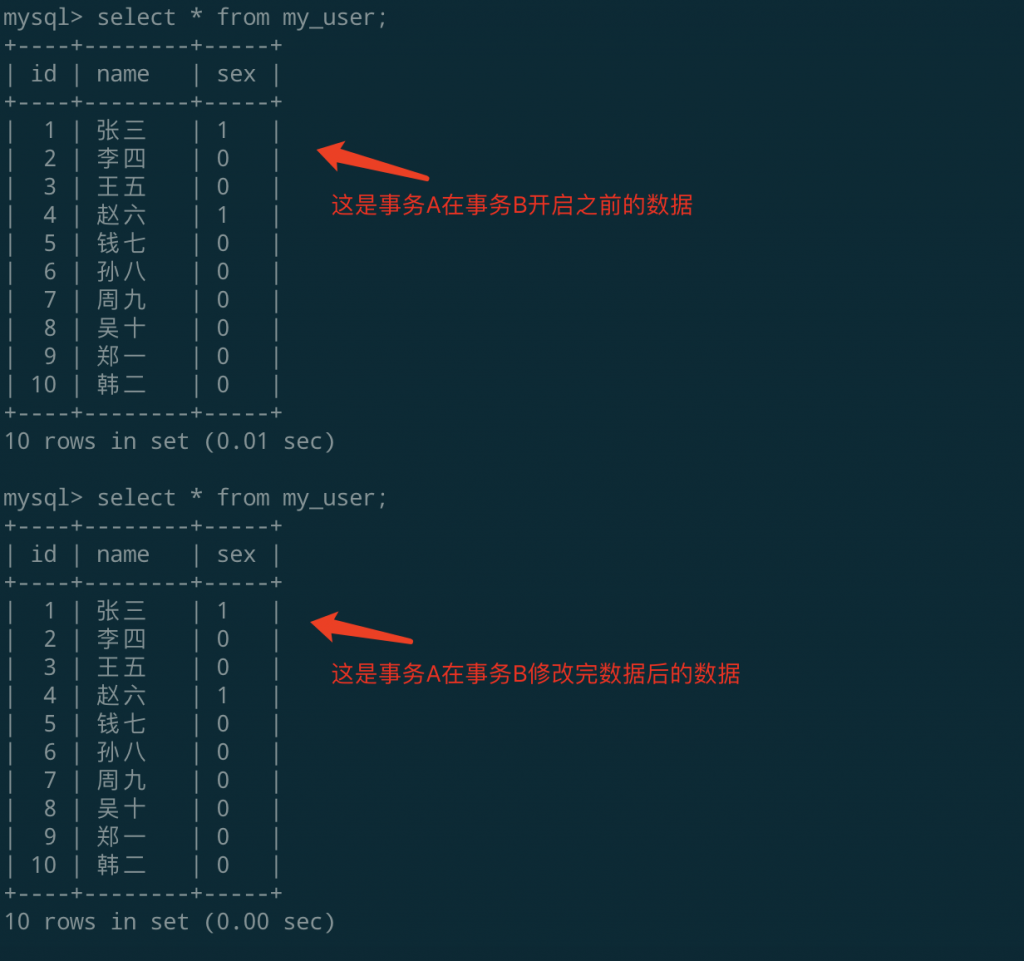 mysql> select * from my_user;
+----+--------+-----+
| id | name   | sex |
+----+--------+-----+
|  1 | 张三   | 1   |
|  2 | 李四   | 0   |
|  3 | 王五   | 0   |
|  4 | 赵六   | 1   |
这是事务A在事务B开启之前的数据
|  5 | 钱七   | 0   |
|  6 | 孙八   | 0   |
|  7 | 周九   | 0   |
|  8 | 吴十   | 0   |
|  9 | 郑一   | 0   |
| 10 | 韩二   | 0   |
+----+--------+-----+
10 rows in set (0.01 sec)
mysql> select * from my_user;
+----+--------+-----+
| id | name   | sex |
+----+--------+-----+
|  1 | 张三   | 1   |
|  2 | 李四   | 0   |
|  3 | 王五   | 0   |
这是事务A在事务B修改完数据后的数据
|  4 | 赵六   | 1   |
|  5 | 钱七   | 0   |
|  6 | 孙八   | 0   |
|  7 | 周九   | 0   |
|  8 | 吴十   | 0   |
|  9 | 郑一   | 0   |
| 10 | 韩二   | 0   |
+----+--------+-----+
10 rows in set (0.00 sec)